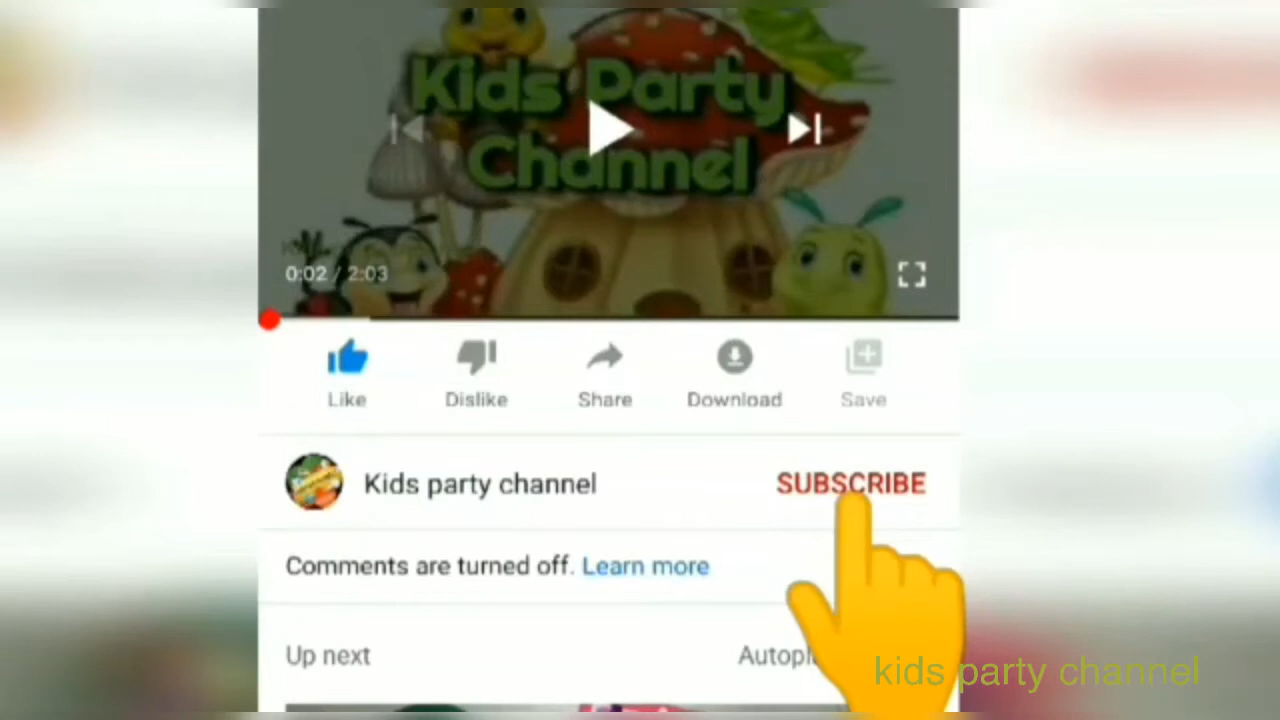 Kids Party
Channel
0:02 / 2:03
Like
Dislike
Share
Download
Save
Kids party channel
SUBSCRIBE
Comments are turned off. Learn more
Up next
kids party channel